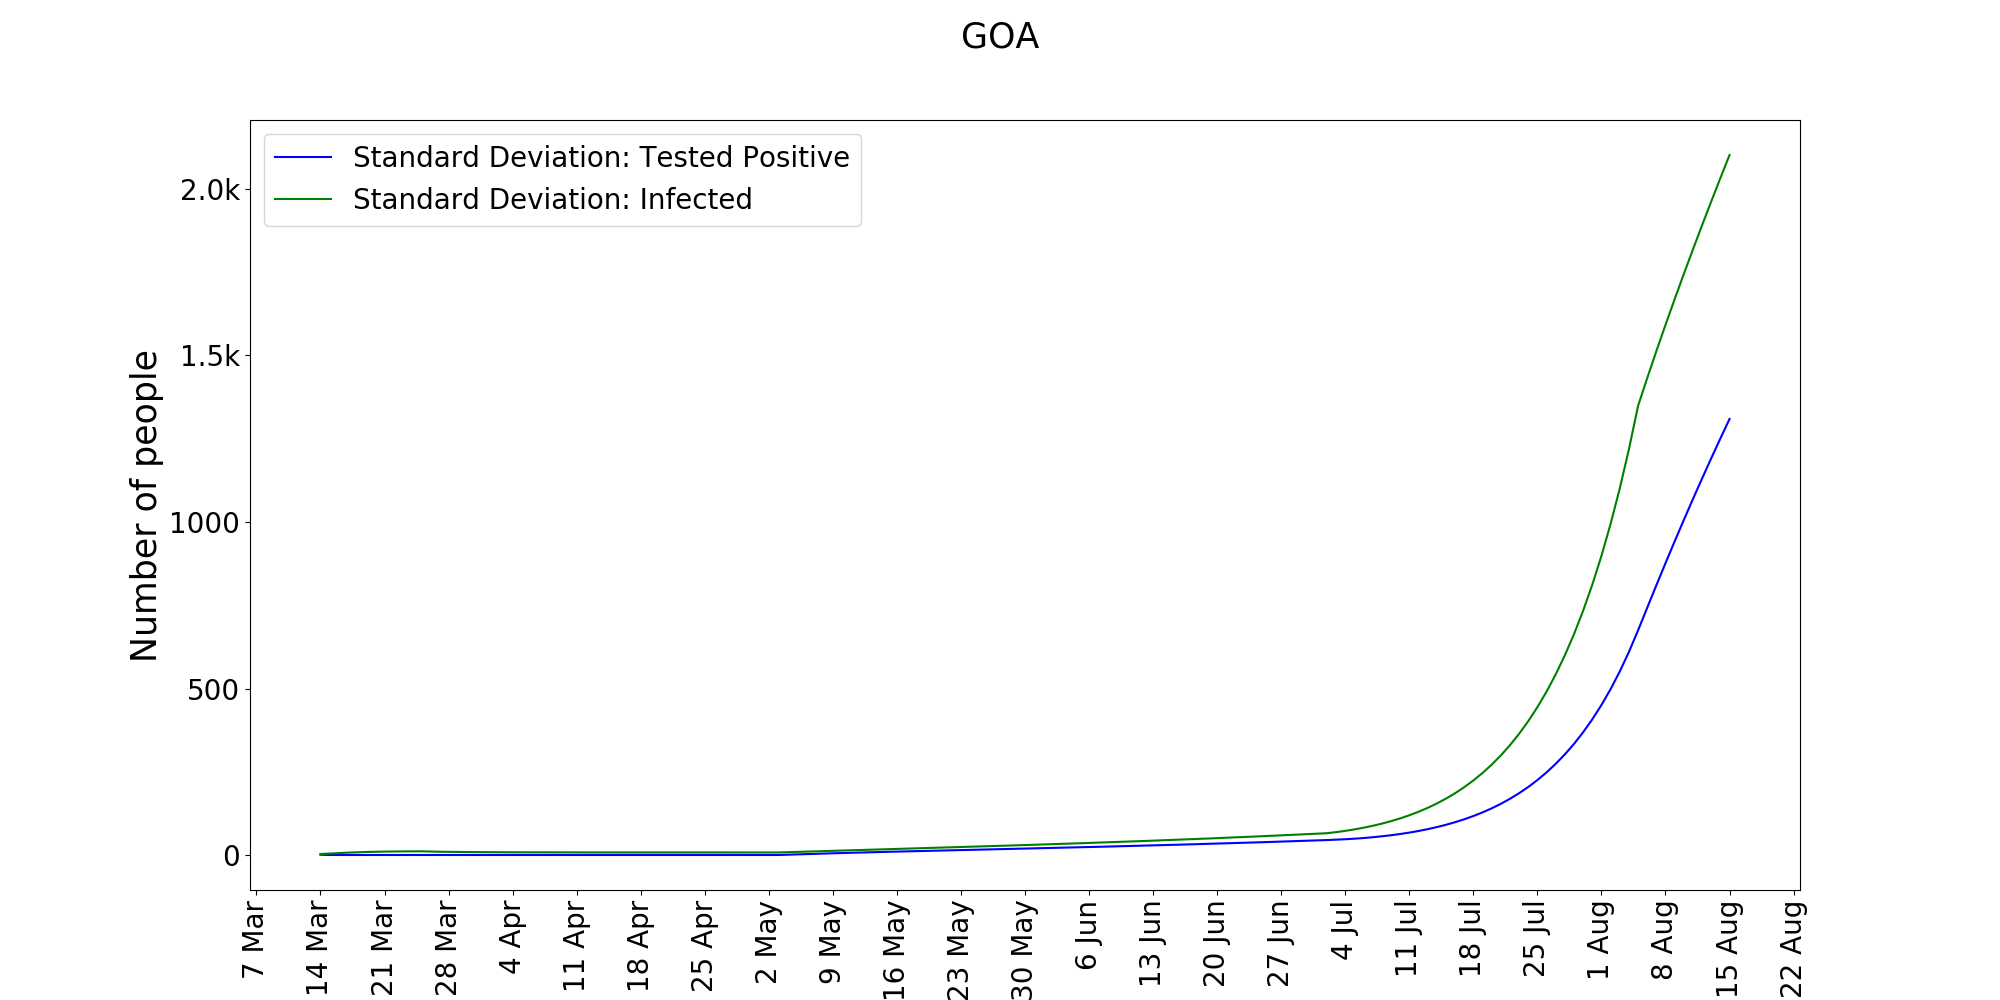 GOA
Standard Deviation: Tested Positive
Standard Deviation: Infected
Number of people
2.0k
1.5k
1000
500
0
7 Mar
14 Mar
21 Mar
28 Mar
4 Apr
11 Apr
18 Apr
25 Apr
2 May
9 May
16 May
23 May
30 May
6 Jun
13 Jun
20 Jun
27 Jun
4 Jul
11 Jul
18 Jul
25 Jul
1 Aug
8 Aug
15 Aug
22 Aug